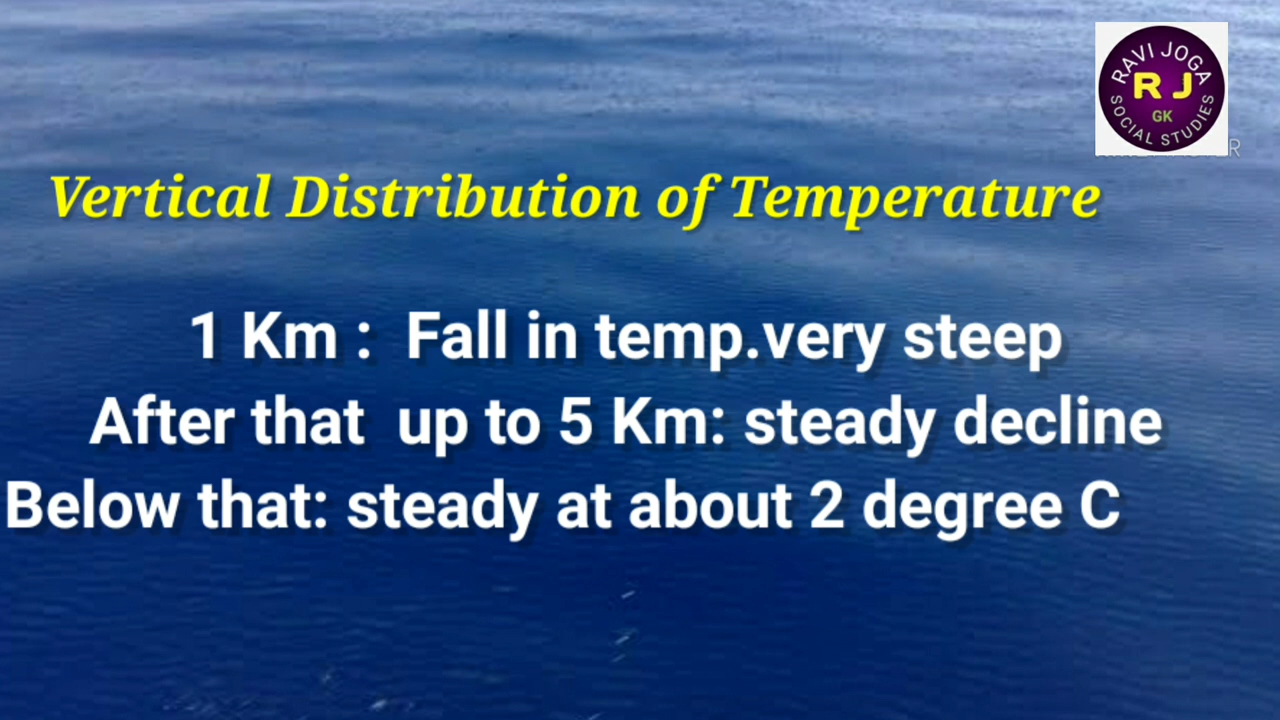 RAVI JOGA
R J
GK
SOCIAL STUDIES
Vertical Distribution of Temperature
1 Km : Fall in temp.very steep
After that up to 5 Km: steady decline
Below that: steady at about 2 degree C